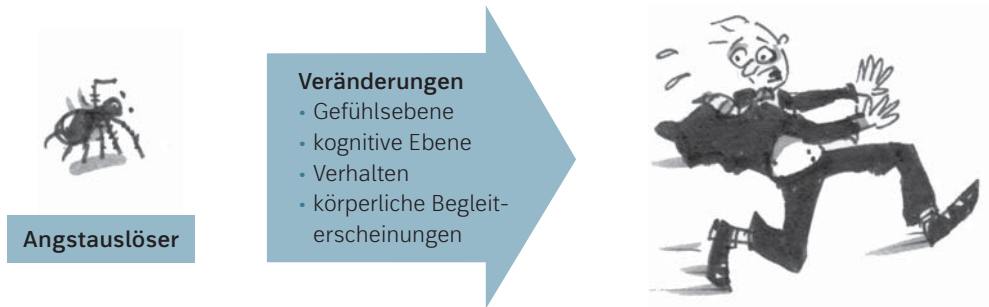 Angstauslöser
Veränderungen
• Gefühlsebene
• kognitive Ebene
• Verhalten
• körperliche Begleit-
erscheinungen